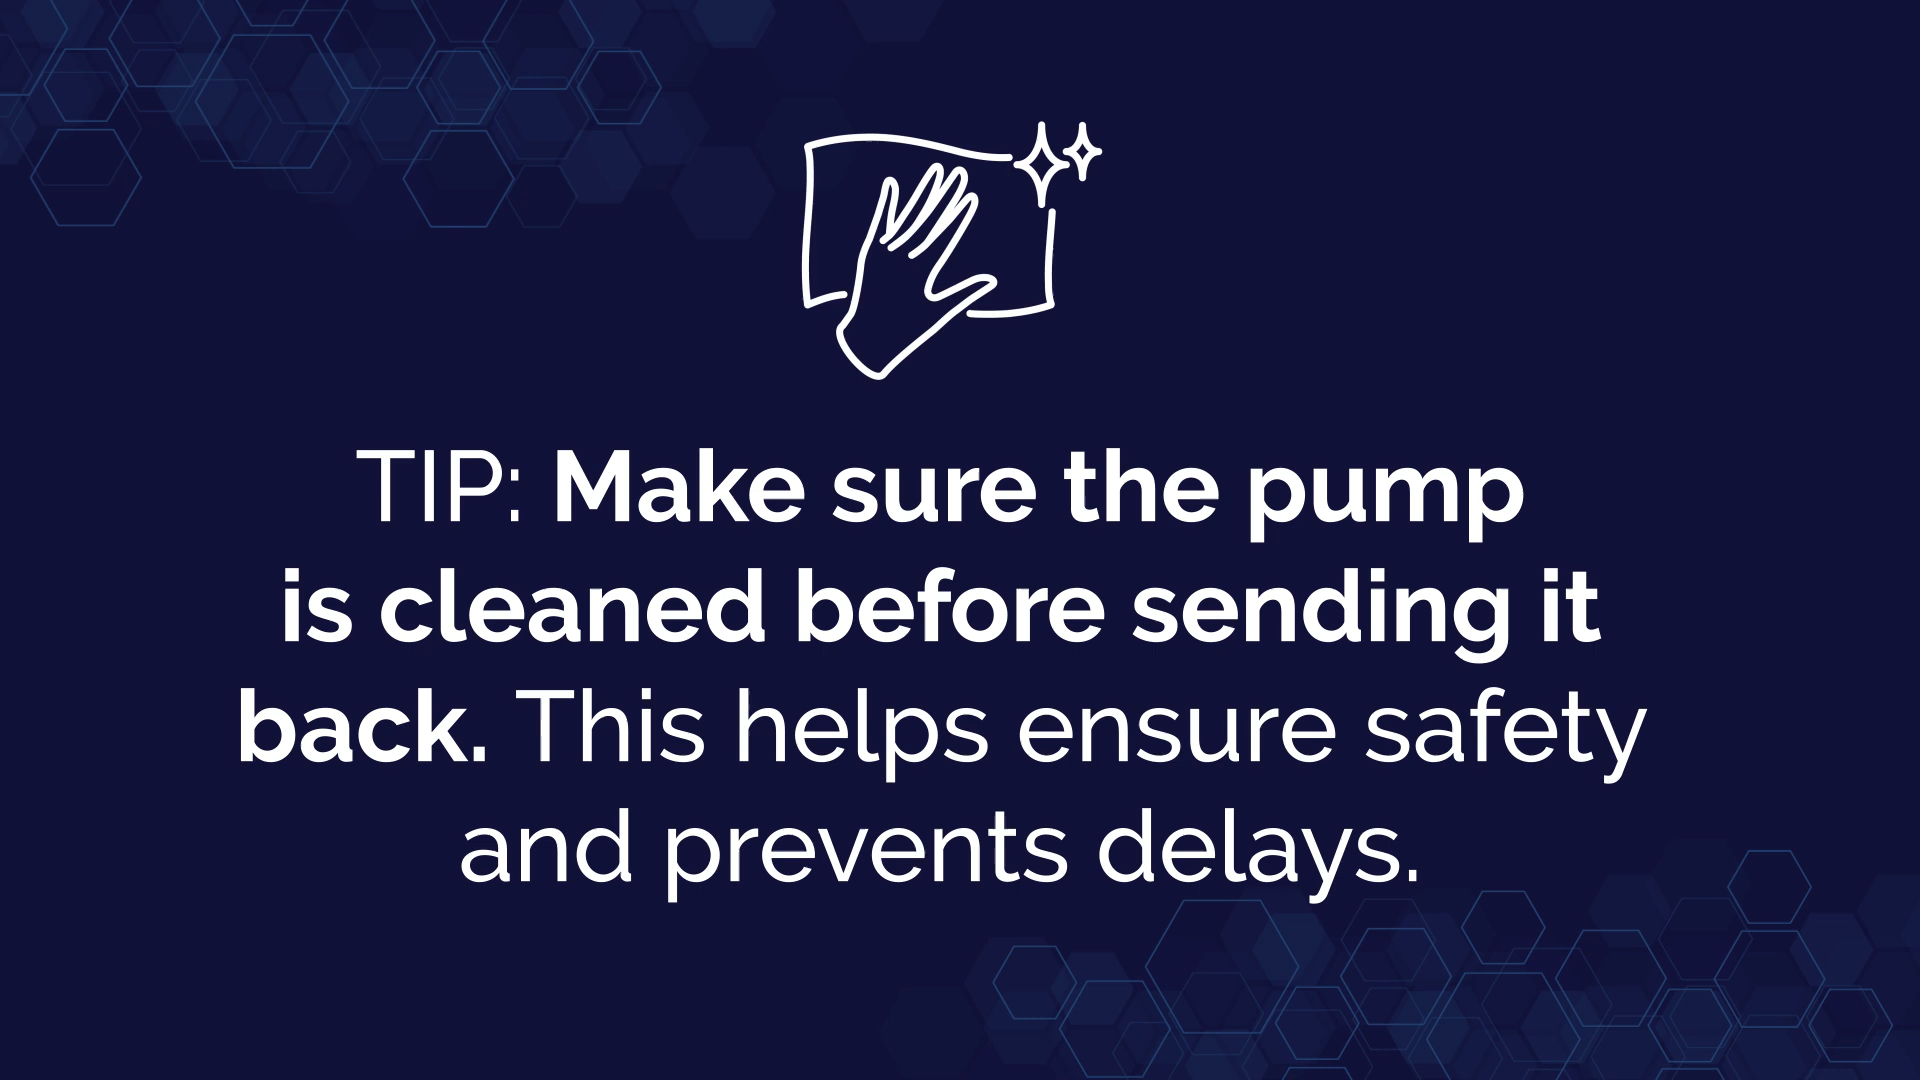 TIP: Make sure the pump
is cleaned before sending it
back. This helps ensure safety
and prevents delays.